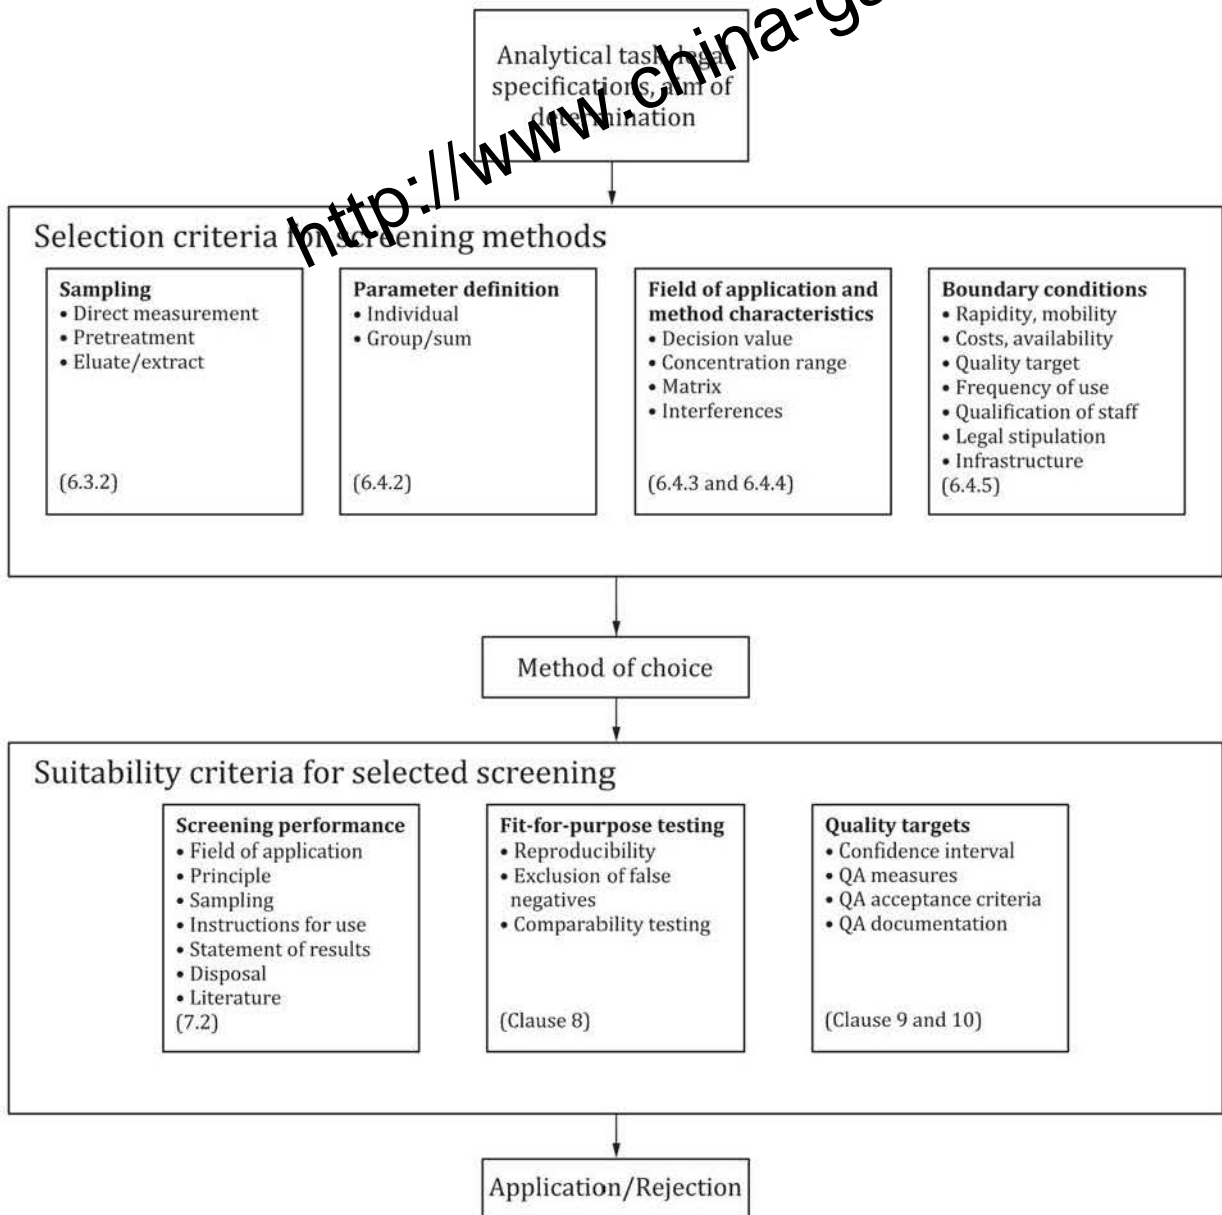 Analytical task, legal
specifications, aim of
determination
http://www.china-ga
Selection criteria for screening methods
Sampling
• Direct measurement
• Pretreatment
• Eluate/extract
(6.3.2)
Parameter definition
• Individual
• Group/sum
(6.4.2)
Field of application and
method characteristics
• Decision value
• Concentration range
• Matrix
• Interferences
(6.4.3 and 6.4.4)
Boundary conditions
• Rapidity, mobility
• Costs, availability
• Quality target
• Frequency of use
• Qualification of staff
• Legal stipulation
• Infrastructure
(6.4.5)
Method of choice
Suitability criteria for selected screening
Screening performance
• Field of application
• Principle
• Sampling
• Instructions for use
• Statement of results
• Disposal
• Literature
(7.2)
Fit-for-purpose testing
• Reproducibility
• Exclusion of false
negatives
• Comparability testing
(Clause 8)
Quality targets
• Confidence interval
• QA measures
• QA acceptance criteria
• QA documentation
(Clause 9 and 10)
Application/Rejection